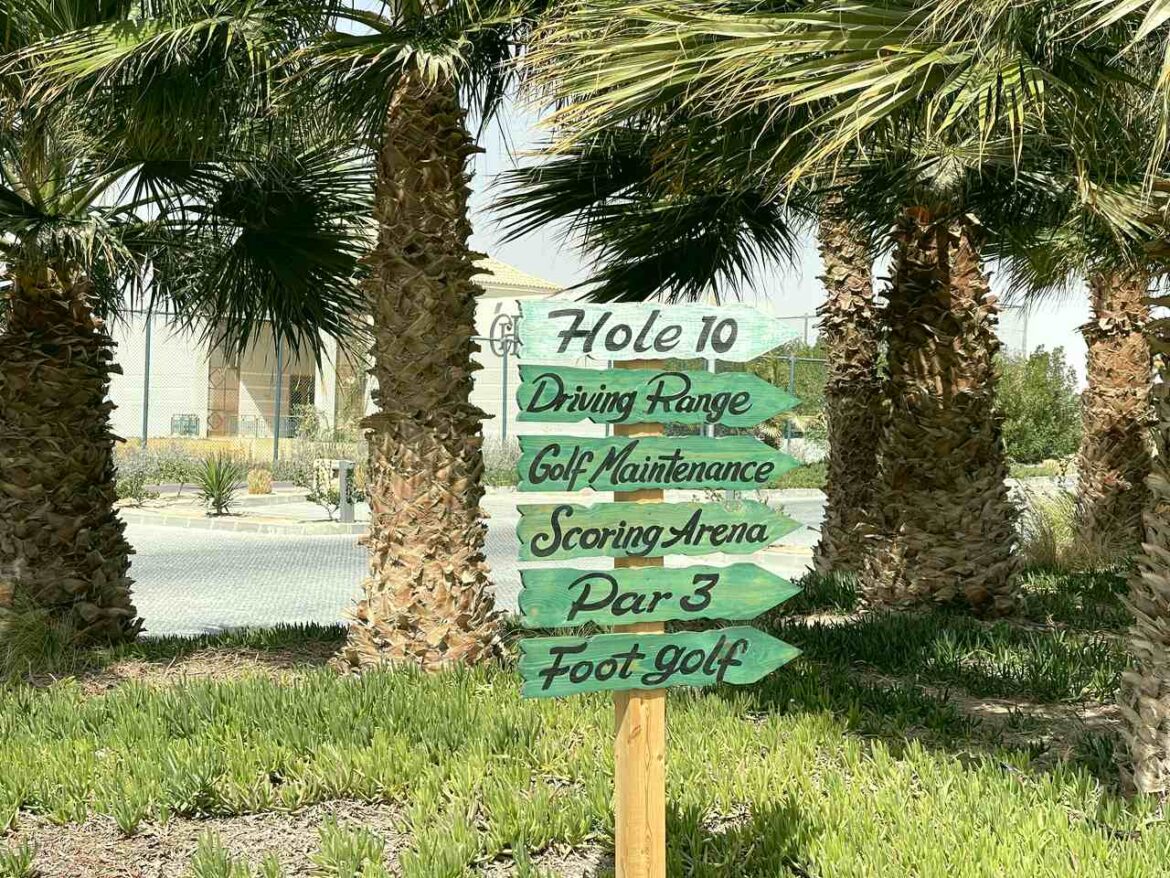 Hole 10
Driving Range
Golf Maintenance
Scoring Arena
Par 3
Foot golf